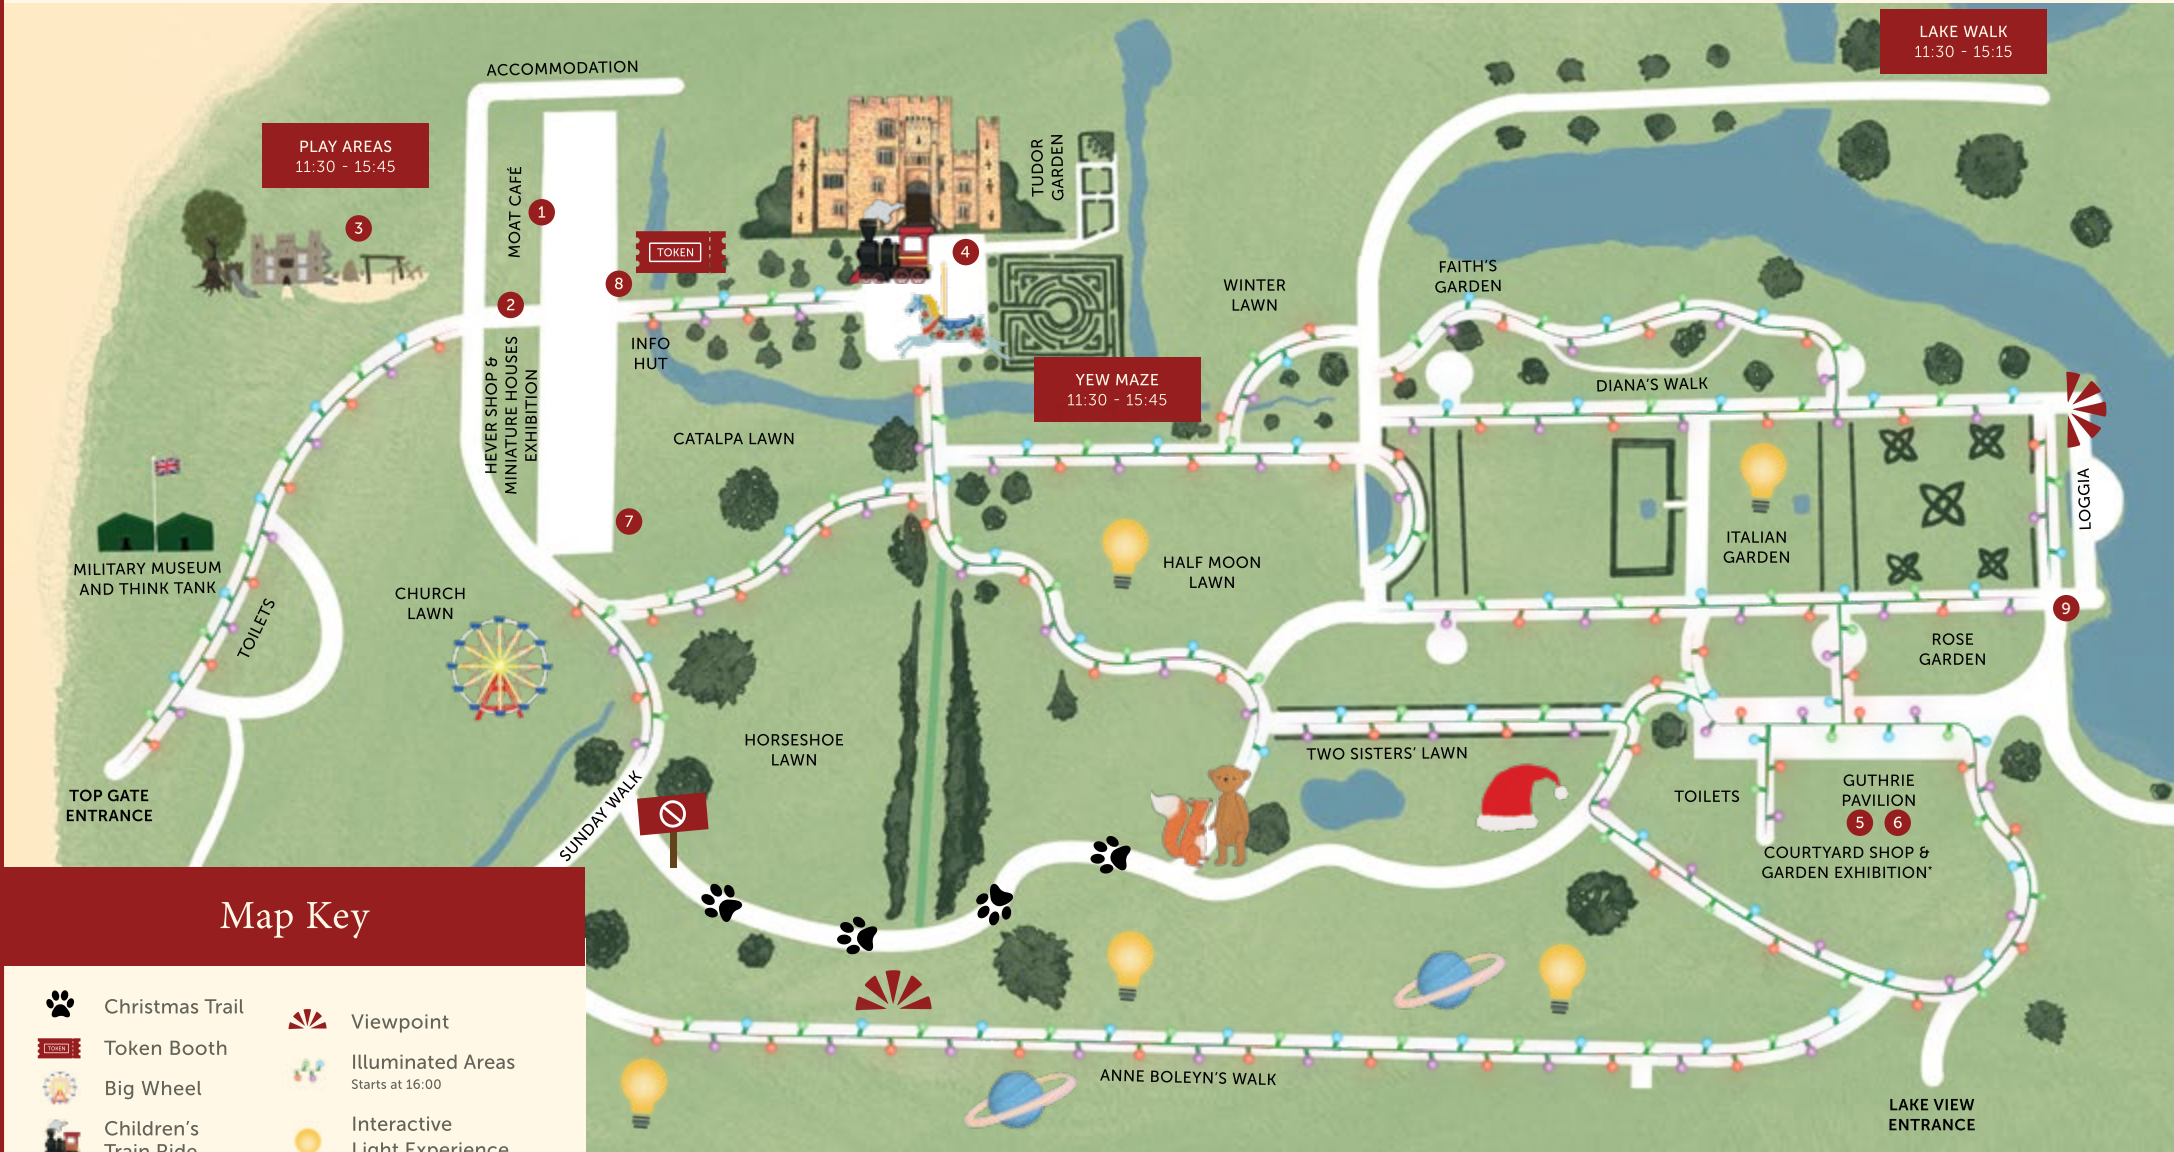 LAKE WALK
11:30 - 15:15
ACCOMMODATION
PLAY AREAS
11:30 - 15:45
3
MOAT CAFÉ
1
TUDOR
GARDEN
TOKEN
4
8
2
FAITH'S
GARDEN
WINTER
LAWN
INFO
HUT
HEVER SHOP &
MINIATURE HOUSES
EXHIBITION
YEW MAZE
11:30 - 15:45
DIANA'S WALK
CATALPA LAWN
LOGGIA
7
ITALIAN
GARDEN
HALF MOON
LAWN
MILITARY MUSEUM
AND THINK TANK
TOILETS
CHURCH
LAWN
9
ROSE
GARDEN
HORSESHOE
LAWN
TWO SISTERS' LAWN
TOP GATE
ENTRANCE
SUNDAY WALK
TOILETS
GUTHRIE
PAVILION
5 6
COURTYARD SHOP &
GARDEN EXHIBITION*
Map Key
Christmas Trail
TOKEN
Token Booth
Big Wheel
Children's
Train Ride
Viewpoint
Illuminated Areas
Starts at 16:00
Interactive
Light Experience
ANNE BOLEYN'S WALK
LAKE VIEW
ENTRANCE